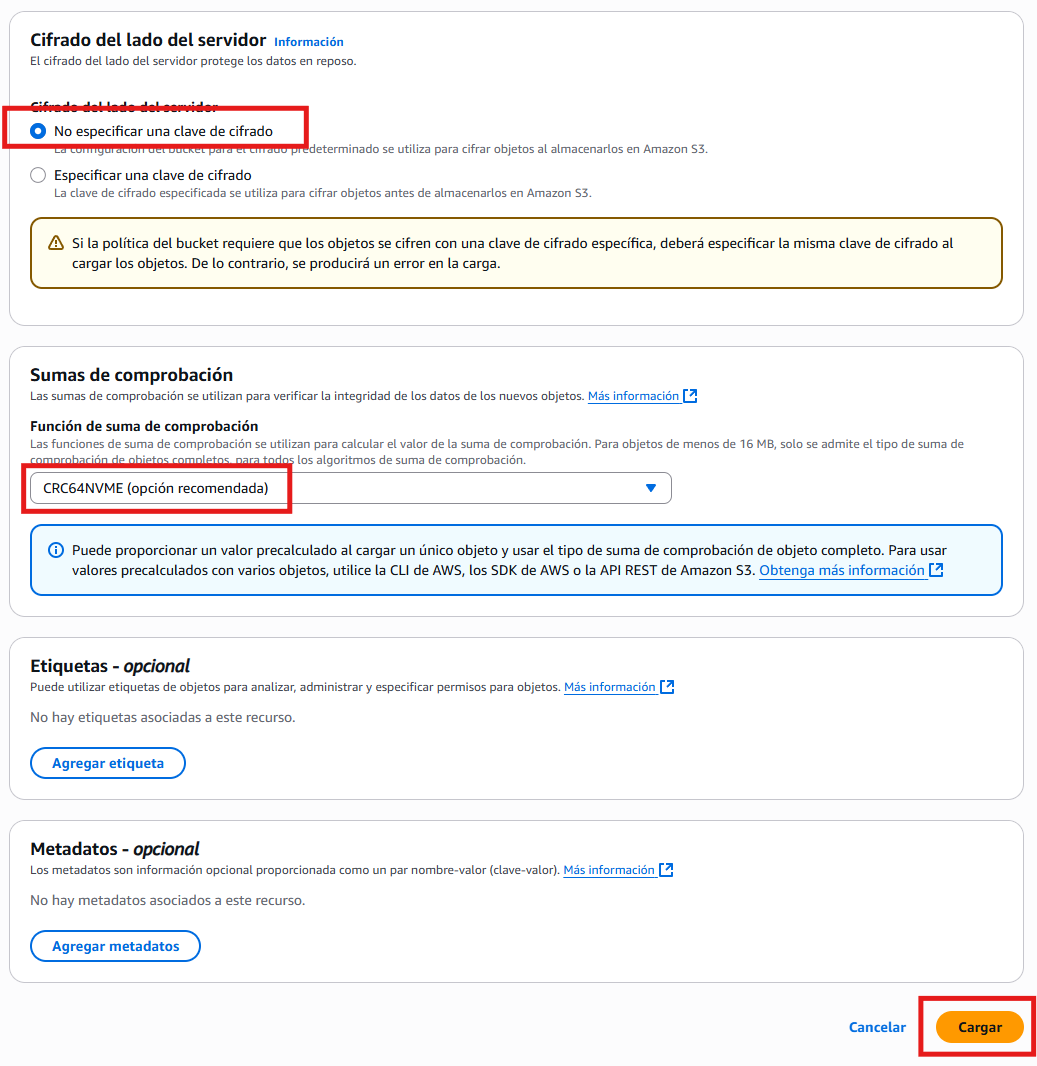 Cifrado del lado del servidor Información
El cifrado del lado del servidor protege los datos en reposo.
Cifrado del lado del servidor
No especificar una clave de cifrado
La configuración del bucket para el cifrado predeterminado se utiliza para cifrar objetos al almacenarlos en Amazon S3.
Especificar una clave de cifrado
La clave de cifrado especificada se utiliza para cifrar objetos antes de almacenarlos en Amazon S3.
Si la política del bucket requiere que los objetos se cifren con una clave de cifrado específica, deberá especificar la misma clave de cifrado al
cargar los objetos. De lo contrario, se producirá un error en la carga.
Sumas de comprobación
Las sumas de comprobación se utilizan para verificar la integridad de los datos de los nuevos objetos. Más información
Función de suma de comprobación
Las funciones de suma de comprobación se utilizan para calcular el valor de la suma de comprobación. Para objetos de menos de 16 MB, solo se admite el tipo de suma de
comprobación de objetos completos, para todos los algoritmos de suma de comprobación.
CRC64NVME (opción recomendada)
Puede proporcionar un valor precalculado al cargar un único objeto y usar el tipo de suma de comprobación de objeto completo. Para usar
valores precalculados con varios objetos, utilice la CLI de AWS, los SDK de AWS o la API REST de Amazon S3. Obtenga más información
Etiquetas - opcional
Puede utilizar etiquetas de objetos para analizar, administrar y especificar permisos para objetos. Más información
No hay etiquetas asociadas a este recurso.
Agregar etiqueta
Metadatos - opcional
Los metadatos son información opcional proporcionada como un par nombre-valor (clave-valor). Más información
No hay metadatos asociados a este recurso.
Agregar metadatos
Cancelar Cargar